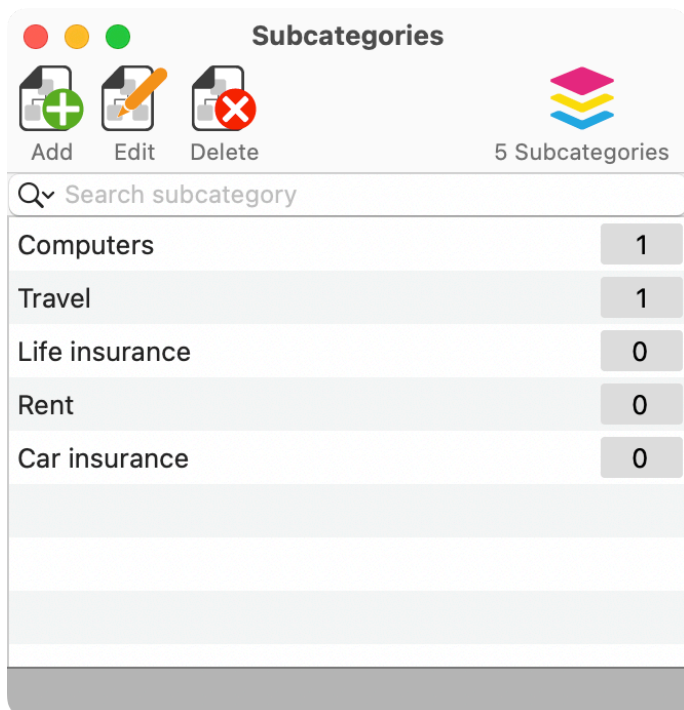 Subcategories
Add Edit Delete 5 Subcategories
Search subcategory
Computers 1
Travel 1
Life insurance 0
Rent 0
Car insurance 0